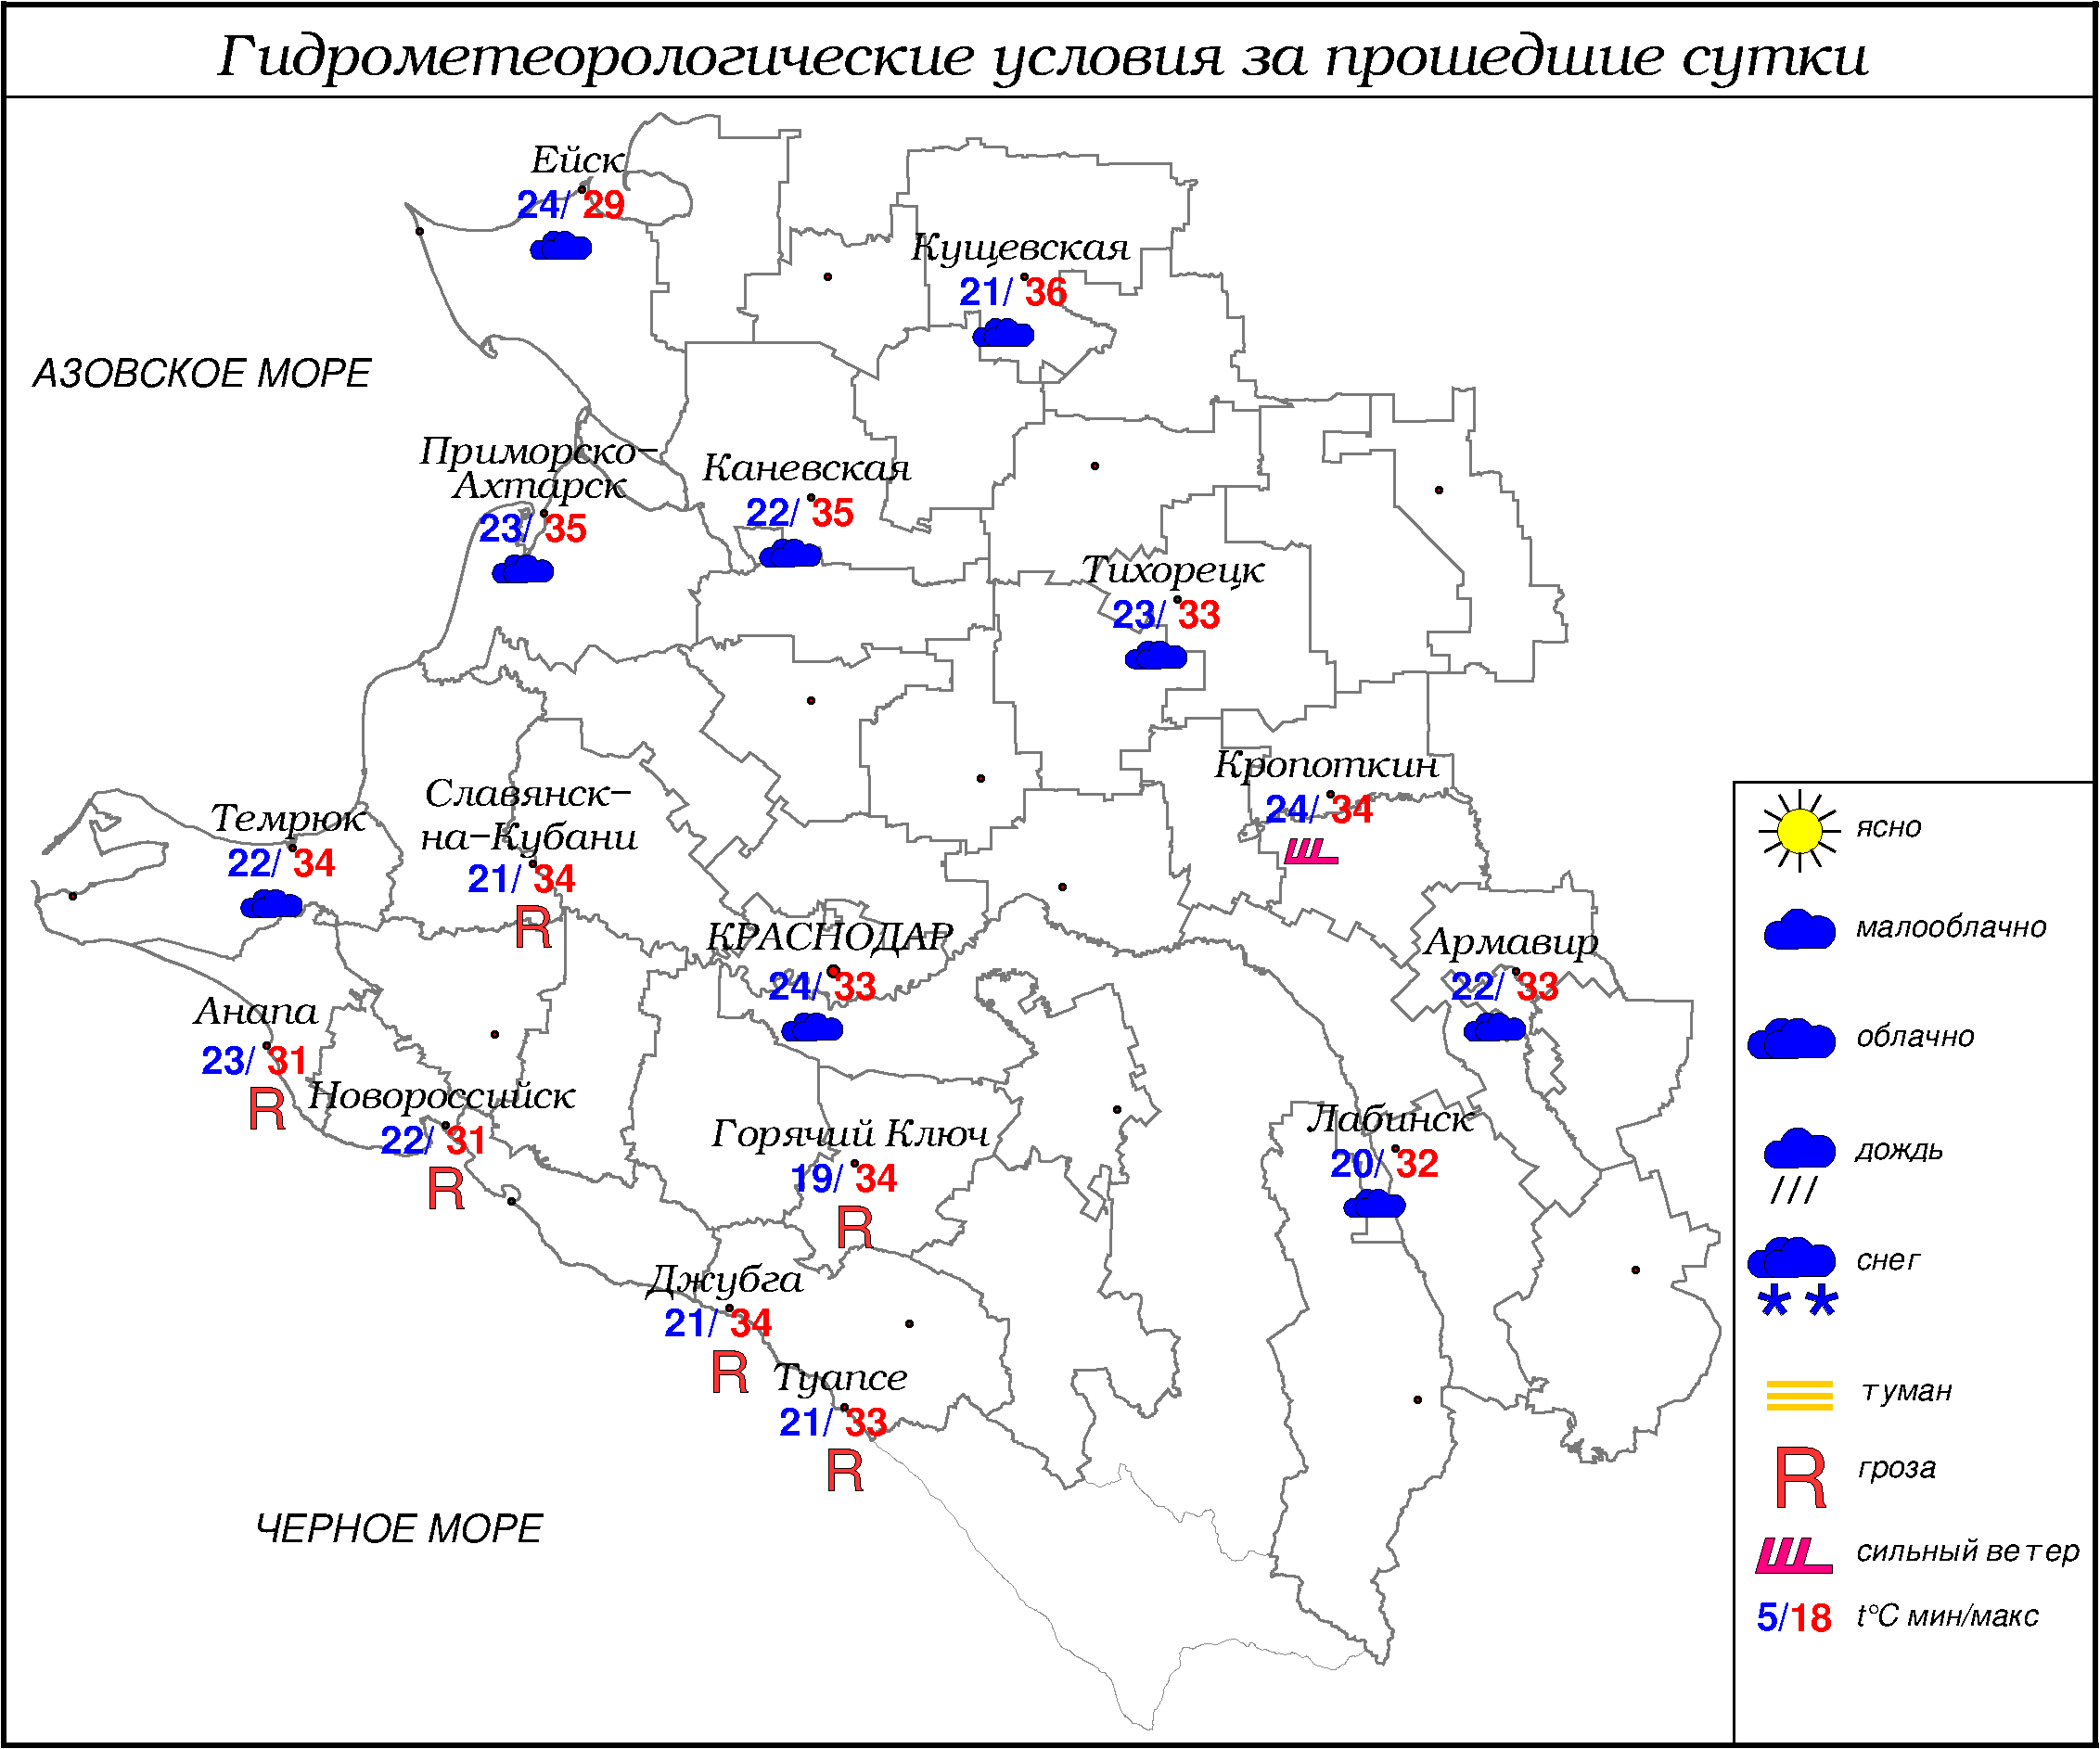 Гидрометеорологические условия за прошедшие сутки
Ейск
24/ 29
Кущевская
21/ 36
АЗОВСКОЕ МОРЕ
Приморско-
Ахтарск
23/ 35
Каневская
22/ 35
Тихорецк
23/ 33
Кропоткин
24/ 34
Темрюк
22/ 34
Славянск-
на-Кубани
21/ 34
R
КРАСНОДАР
24/ 33
Армавир
22/ 33
Анапа
23/ 31
R
Новороссийск
22/ 31
R
Горячий Ключ
19/ 34
R
Лабинск
20/ 32
Джубга
21/ 34
R
Туапсе
21/ 33
R
ЧЕРНОЕ МОРЕ
ясно
малооблачно
облачно
дождь
снег
туман
R гроза
сильный ветер
5/18 t°C мин/макс